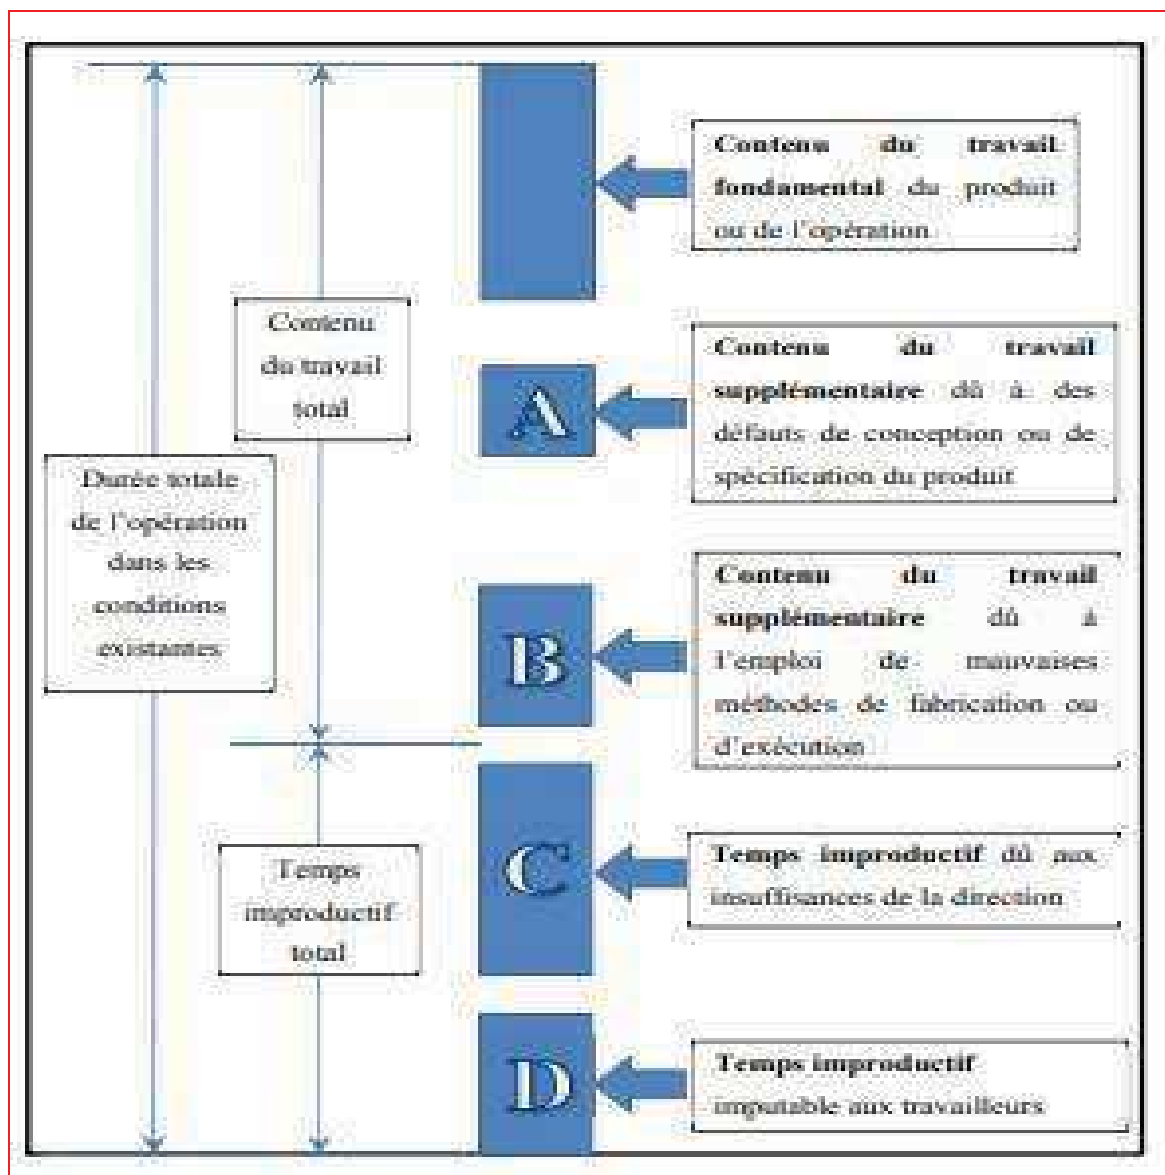 Contenu du travail
fondamental du produit
ou de l'opération
Contenu
du travail
total
A
Contenu du travail
supplémentaire dû à des
défauts de conception ou de
spécification du produit
Durée totale
de l'opération
dans les
conditions
existantes
B
Contenu du travail
supplémentaire dû à
l'emploi de mauvaises
méthodes de fabrication ou
d'exécution
Temps
improductif
total
C
Temps improductif dû aux
insuffisances de la direction
D
Temps improductif
imputable aux travailleurs